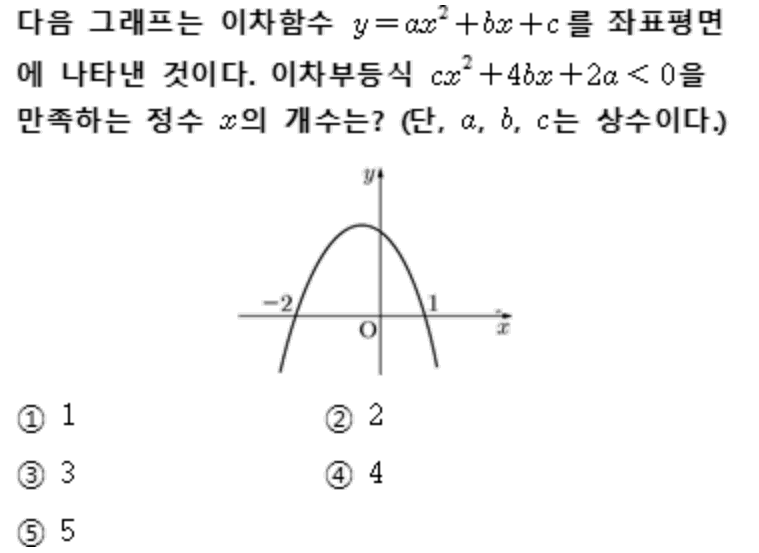 다음 그래프는 이차함수 y=ax²+bx+c를 좌표평면
에 나타낸 것이다. 이차부등식 cx²+4bx+2a<0을
만족하는 정수 x의 개수는? (단, a, b, c는 상수이다.)
y
-2
1
O
x
① 1
② 2
③ 3
④ 4
⑤ 5